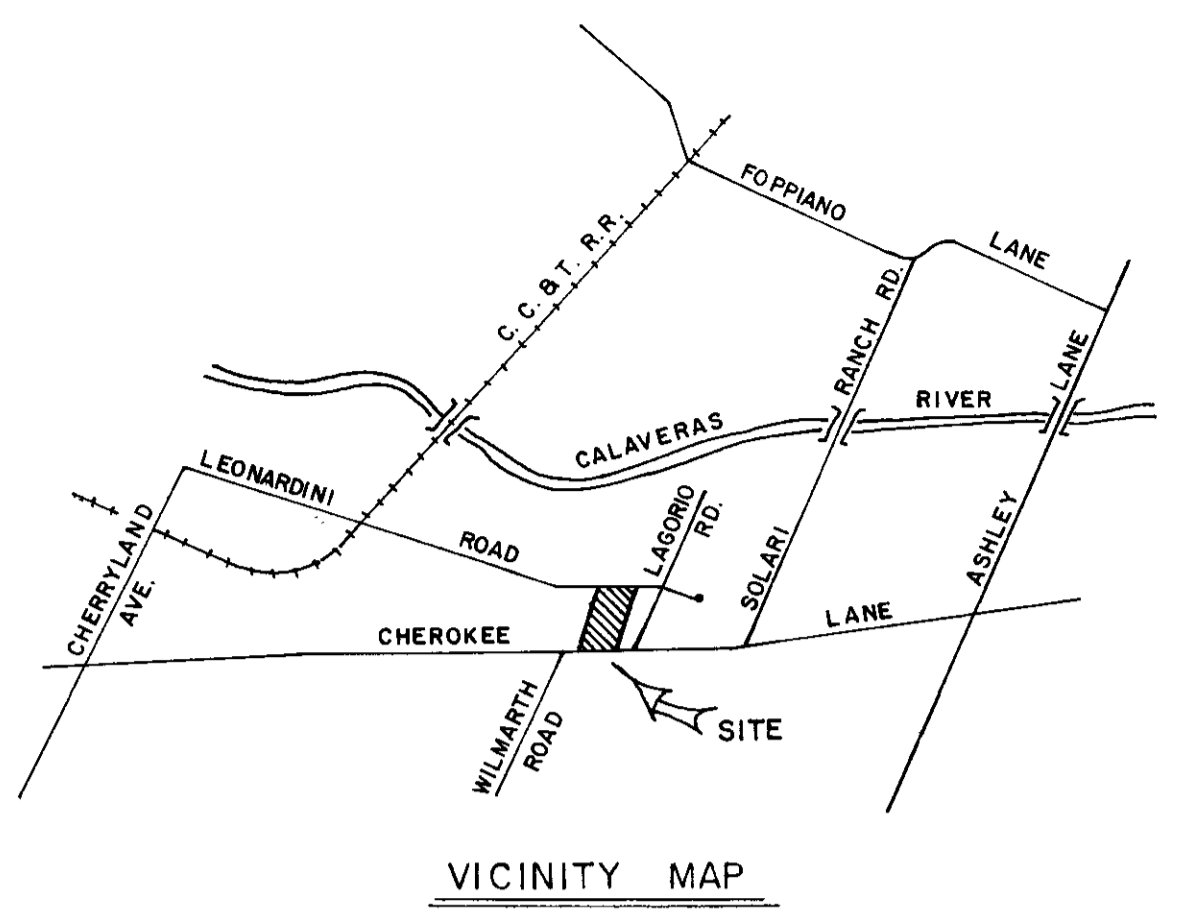 FOPPIANO LANE
C. C. & T. R.R.
RANCH RD.
LANE
RIVER
CALAVERAS
LEONARDINI
ROAD
LAGORIO
RD.
CHERRYLAND
AVE.
SOLARI
ASHLEY
LANE
CHEROKEE
WILMARTH
ROAD
SITE
VICINITY MAP